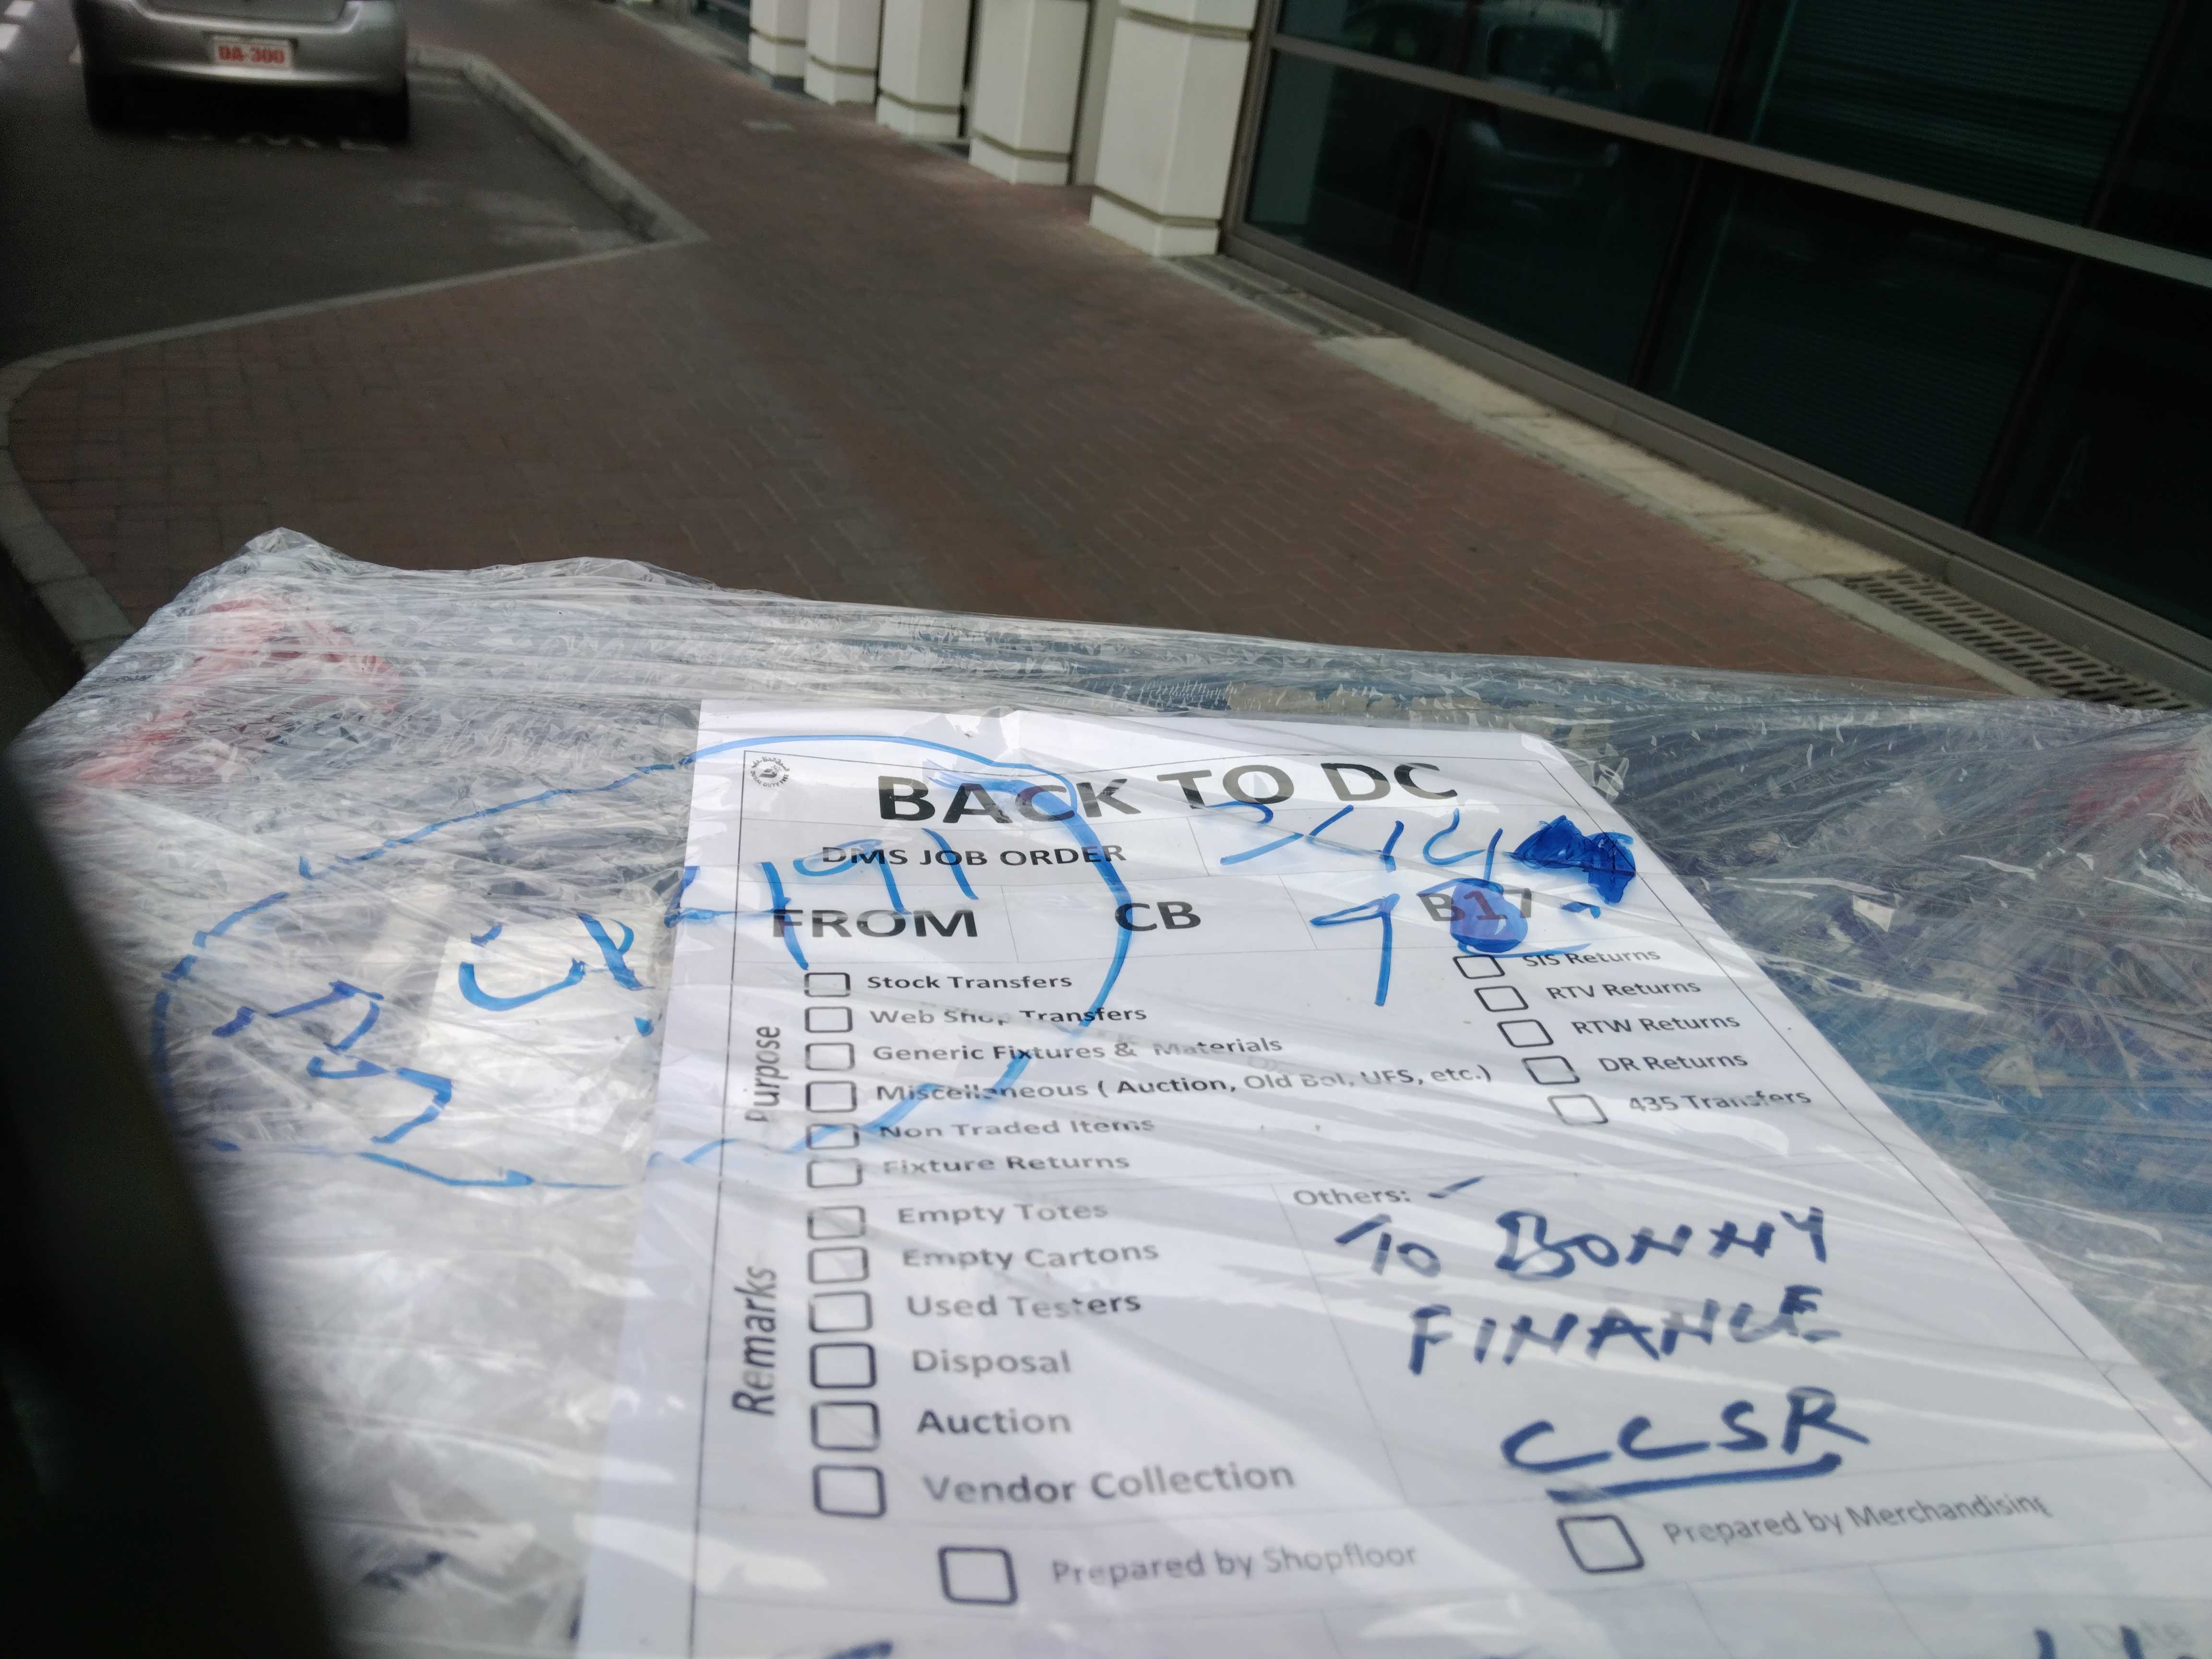 DA-300
BACK TO DC
DMS JOB ORDER
FROM CB B17
Purpose
Stock Transfers
Web Shop Transfers
Generic Fixtures & Materials
Miscellaneous ( Auction, Old Bol, UFS, etc.)
Non Traded Items
Fixture Returns
SIS Returns
RTV Returns
RTW Returns
DR Returns
435 Transfers
Remarks
Empty Totes
Empty Cartons
Used Testers
Disposal
Auction
Vendor Collection
Others:
TO BONNY
FINANCE
CCSR
Prepared by Shopfloor
Prepared by Merchandising
Date